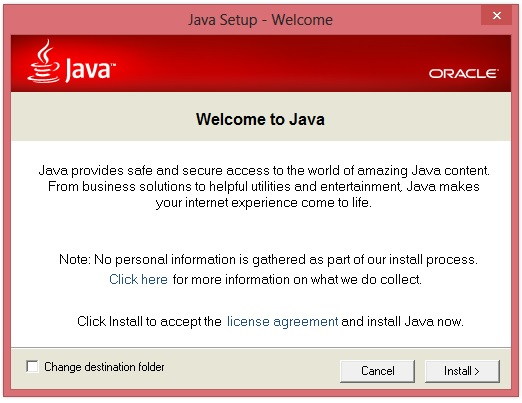 Java Setup - Welcome
Java™
ORACLE®
Welcome to Java
Java provides safe and secure access to the world of amazing Java content.
From business solutions to helpful utilities and entertainment, Java makes
your internet experience come to life.
Note: No personal information is gathered as part of our install process.
Click here for more information on what we do collect.
Click Install to accept the license agreement and install Java now.
Change destination folder
Cancel
Install >